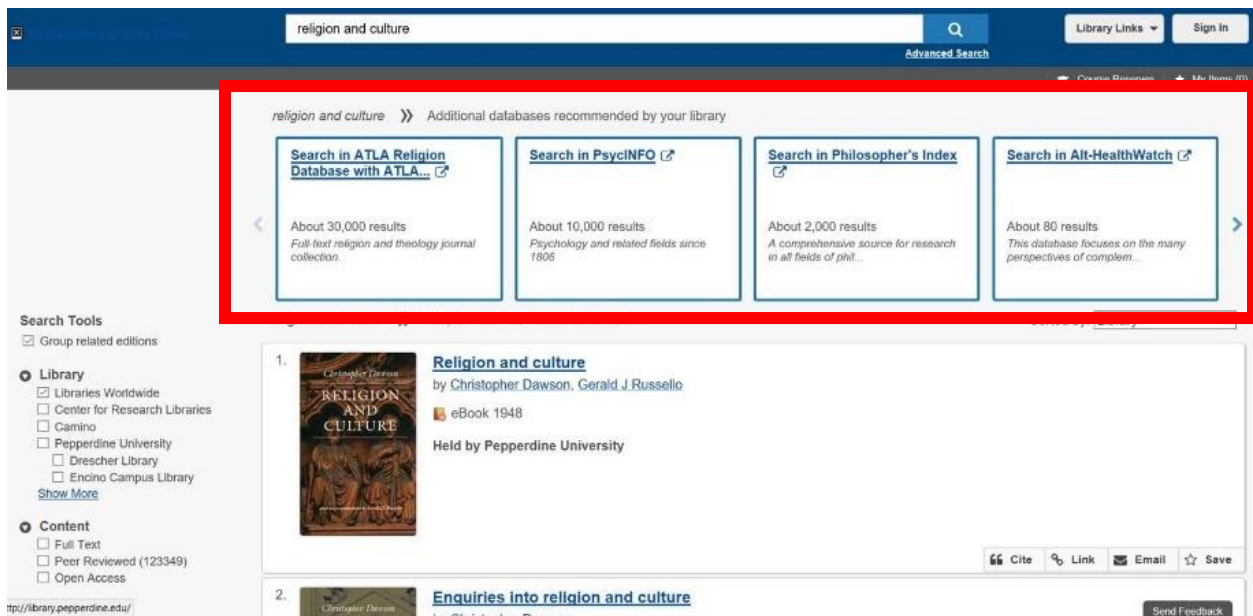 religion and culture
Library Links
Sign In
Advanced Search
Course Reserves
My Items (0)
religion and culture » Additional databases recommended by your library
Search in ATLA Religion
Database with ATLA...
About 30,000 results
Full-text religion and theology journal
collection.
Search in PsycINFO
About 10,000 results
Psychology and related fields since
1806
Search in Philosopher's Index
About 2,000 results
A comprehensive source for research
in all fields of phil...
Search in Alt-HealthWatch
About 80 results
This database focuses on the many
perspectives of complem...
Search Tools
Group related editions
Library
Libraries Worldwide
Center for Research Libraries
Camino
Pepperdine University
Drescher Library
Encino Campus Library
Show More
Content
Full Text
Peer Reviewed (123349)
Open Access
ttp://library.pepperdine.edu/
1.
Christopher Dawson
RELIGION
AND
CULTURE
Religion and culture
by Christopher Dawson, Gerald J Russello
eBook 1948
Held by Pepperdine University
Cite
Link
Email
Save
2.
Christopher Dawson
Enquiries into religion and culture
Send Feedback